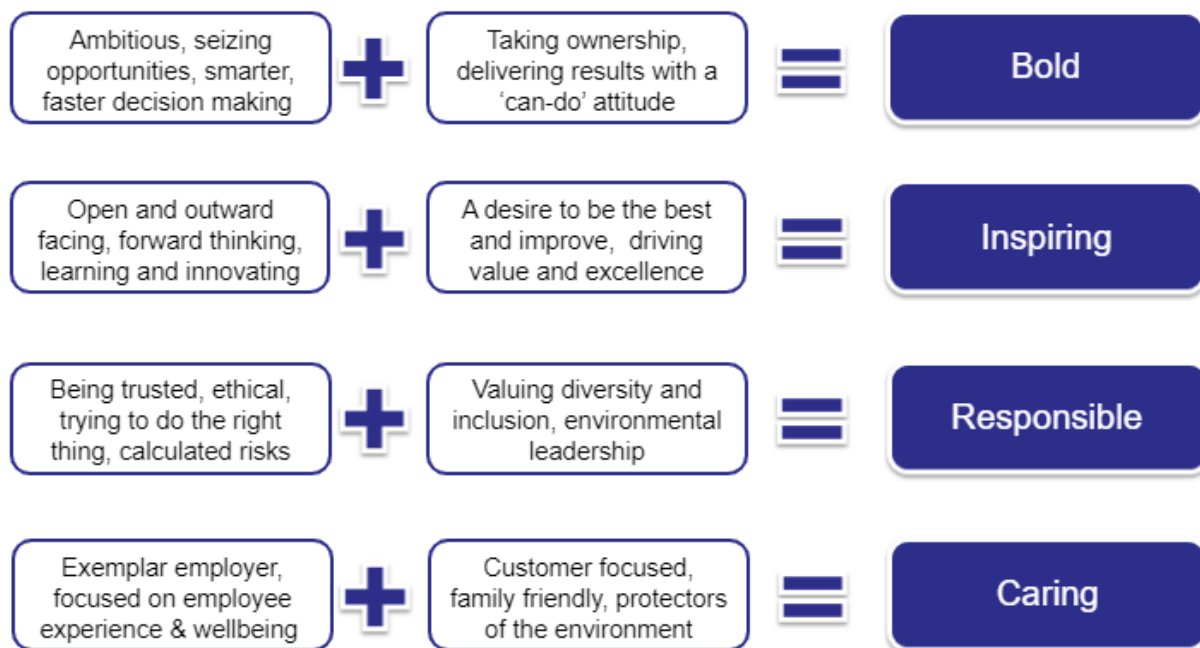 Ambitious, seizing
opportunities, smarter,
faster decision making
Taking ownership,
delivering results with a
‘can-do’ attitude
Bold
Open and outward
facing, forward thinking,
learning and innovating
A desire to be the best
and improve,  driving
value and excellence
Inspiring
Being trusted, ethical,
trying to do the right
thing, calculated risks
Valuing diversity and
inclusion, environmental
leadership
Responsible
Exemplar employer,
focused on employee
experience & wellbeing
Customer focused,
family friendly, protectors
of the environment
Caring